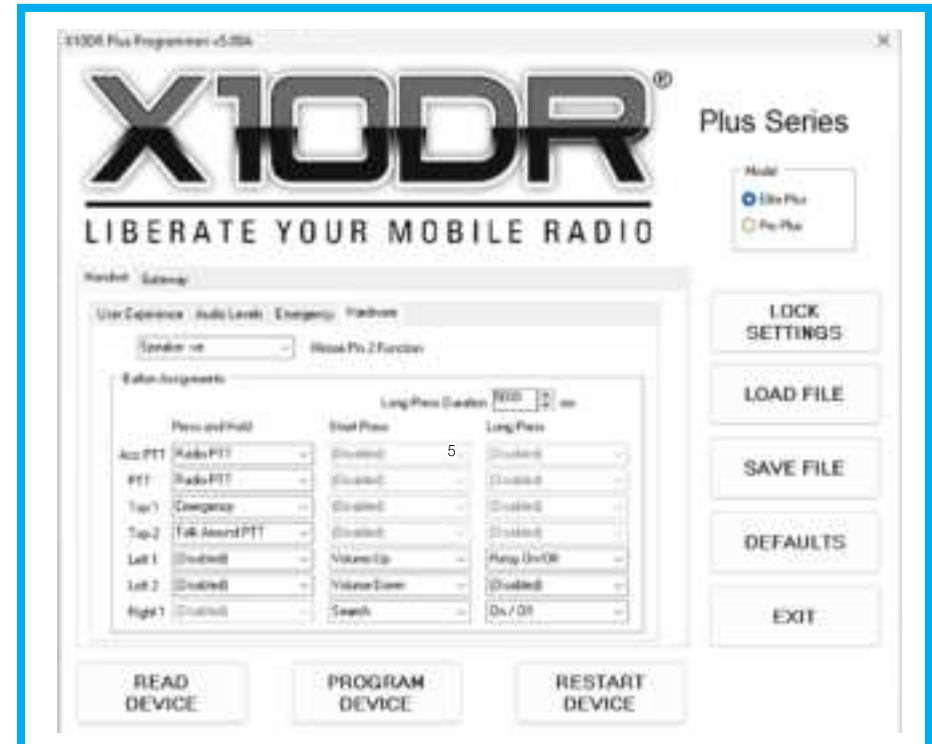 X10DR Plus Programmer v5.00A
X10DR®
Plus Series
LIBERATE YOUR MOBILE RADIO
Model
Elite Plus
Pro Plus
Handset Gateway
User Experience Audio Levels Emergency Hardware
Speaker -ve Hirose Pin 2 Function
Button Assignments
Long Press Duration ms
Press and Hold Short Press Long Press
Acc PTT Radio PTT (Disabled) (Disabled)
5
PTT Radio PTT (Disabled) (Disabled)
Top 1 Emergency (Disabled) (Disabled)
Top 2 Talk Around PTT (Disabled) (Disabled)
Left 1 (Disabled) Volume Up Relay On/Off
Left 2 (Disabled) Volume Down (Disabled)
Right 1 (Disabled) Search On / Off
LOCK SETTINGS
LOAD FILE
SAVE FILE
DEFAULTS
EXIT
READ DEVICE
PROGRAM DEVICE
RESTART DEVICE